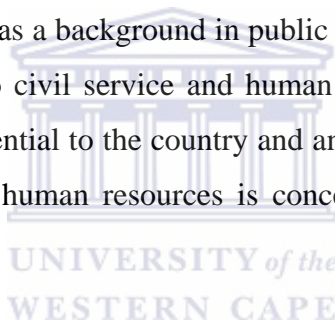 as a background in public
civil service and human
ential to the country and an
human resources is conc
UNIVERSITY of the
WESTERN CAPE